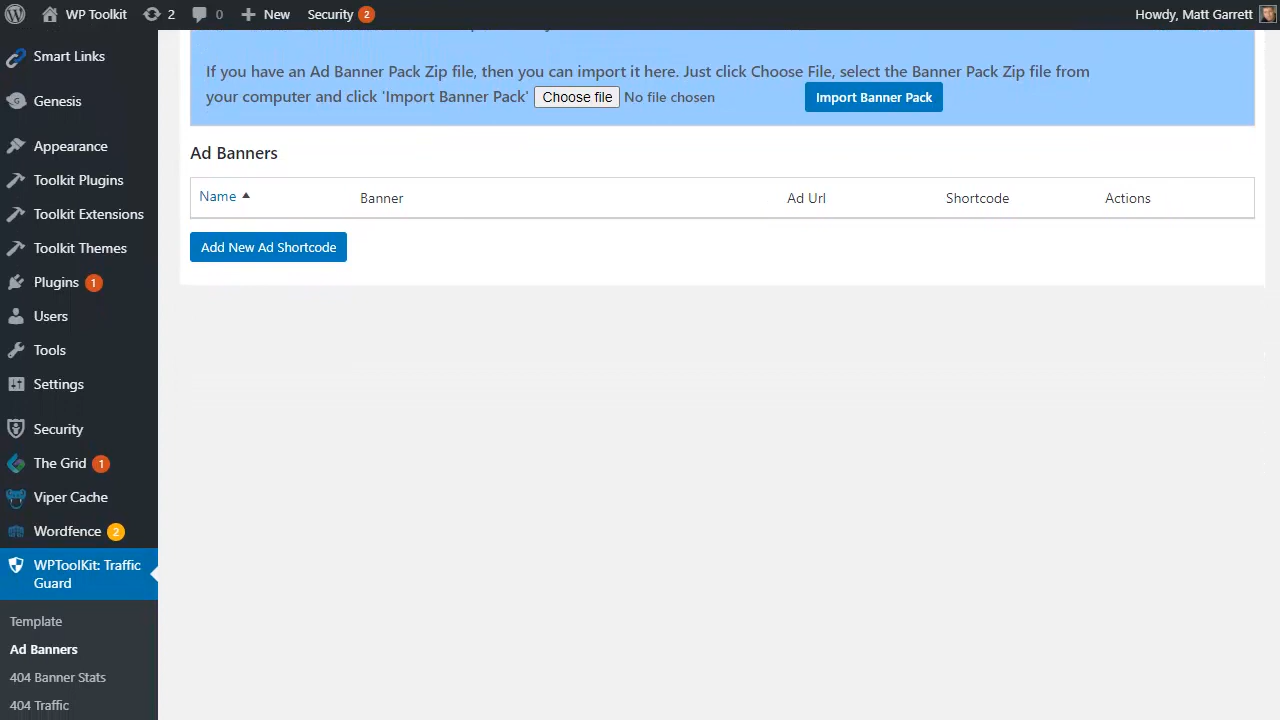 WP Toolkit 2 0 New Security 2 Howdy, Matt Garrett
Smart Links
Genesis
Appearance
Toolkit Plugins
Toolkit Extensions
Toolkit Themes
Plugins 1
Users
Tools
Settings
Security
The Grid 1
Viper Cache
Wordfence 2
WPToolKit: Traffic
Guard
Template
Ad Banners
404 Banner Stats
404 Traffic
If you have an Ad Banner Pack Zip file, then you can import it here. Just click Choose File, select the Banner Pack Zip file from
your computer and click 'Import Banner Pack' Choose file No file chosen Import Banner Pack
Ad Banners
Name Banner Ad Url Shortcode Actions
Add New Ad Shortcode